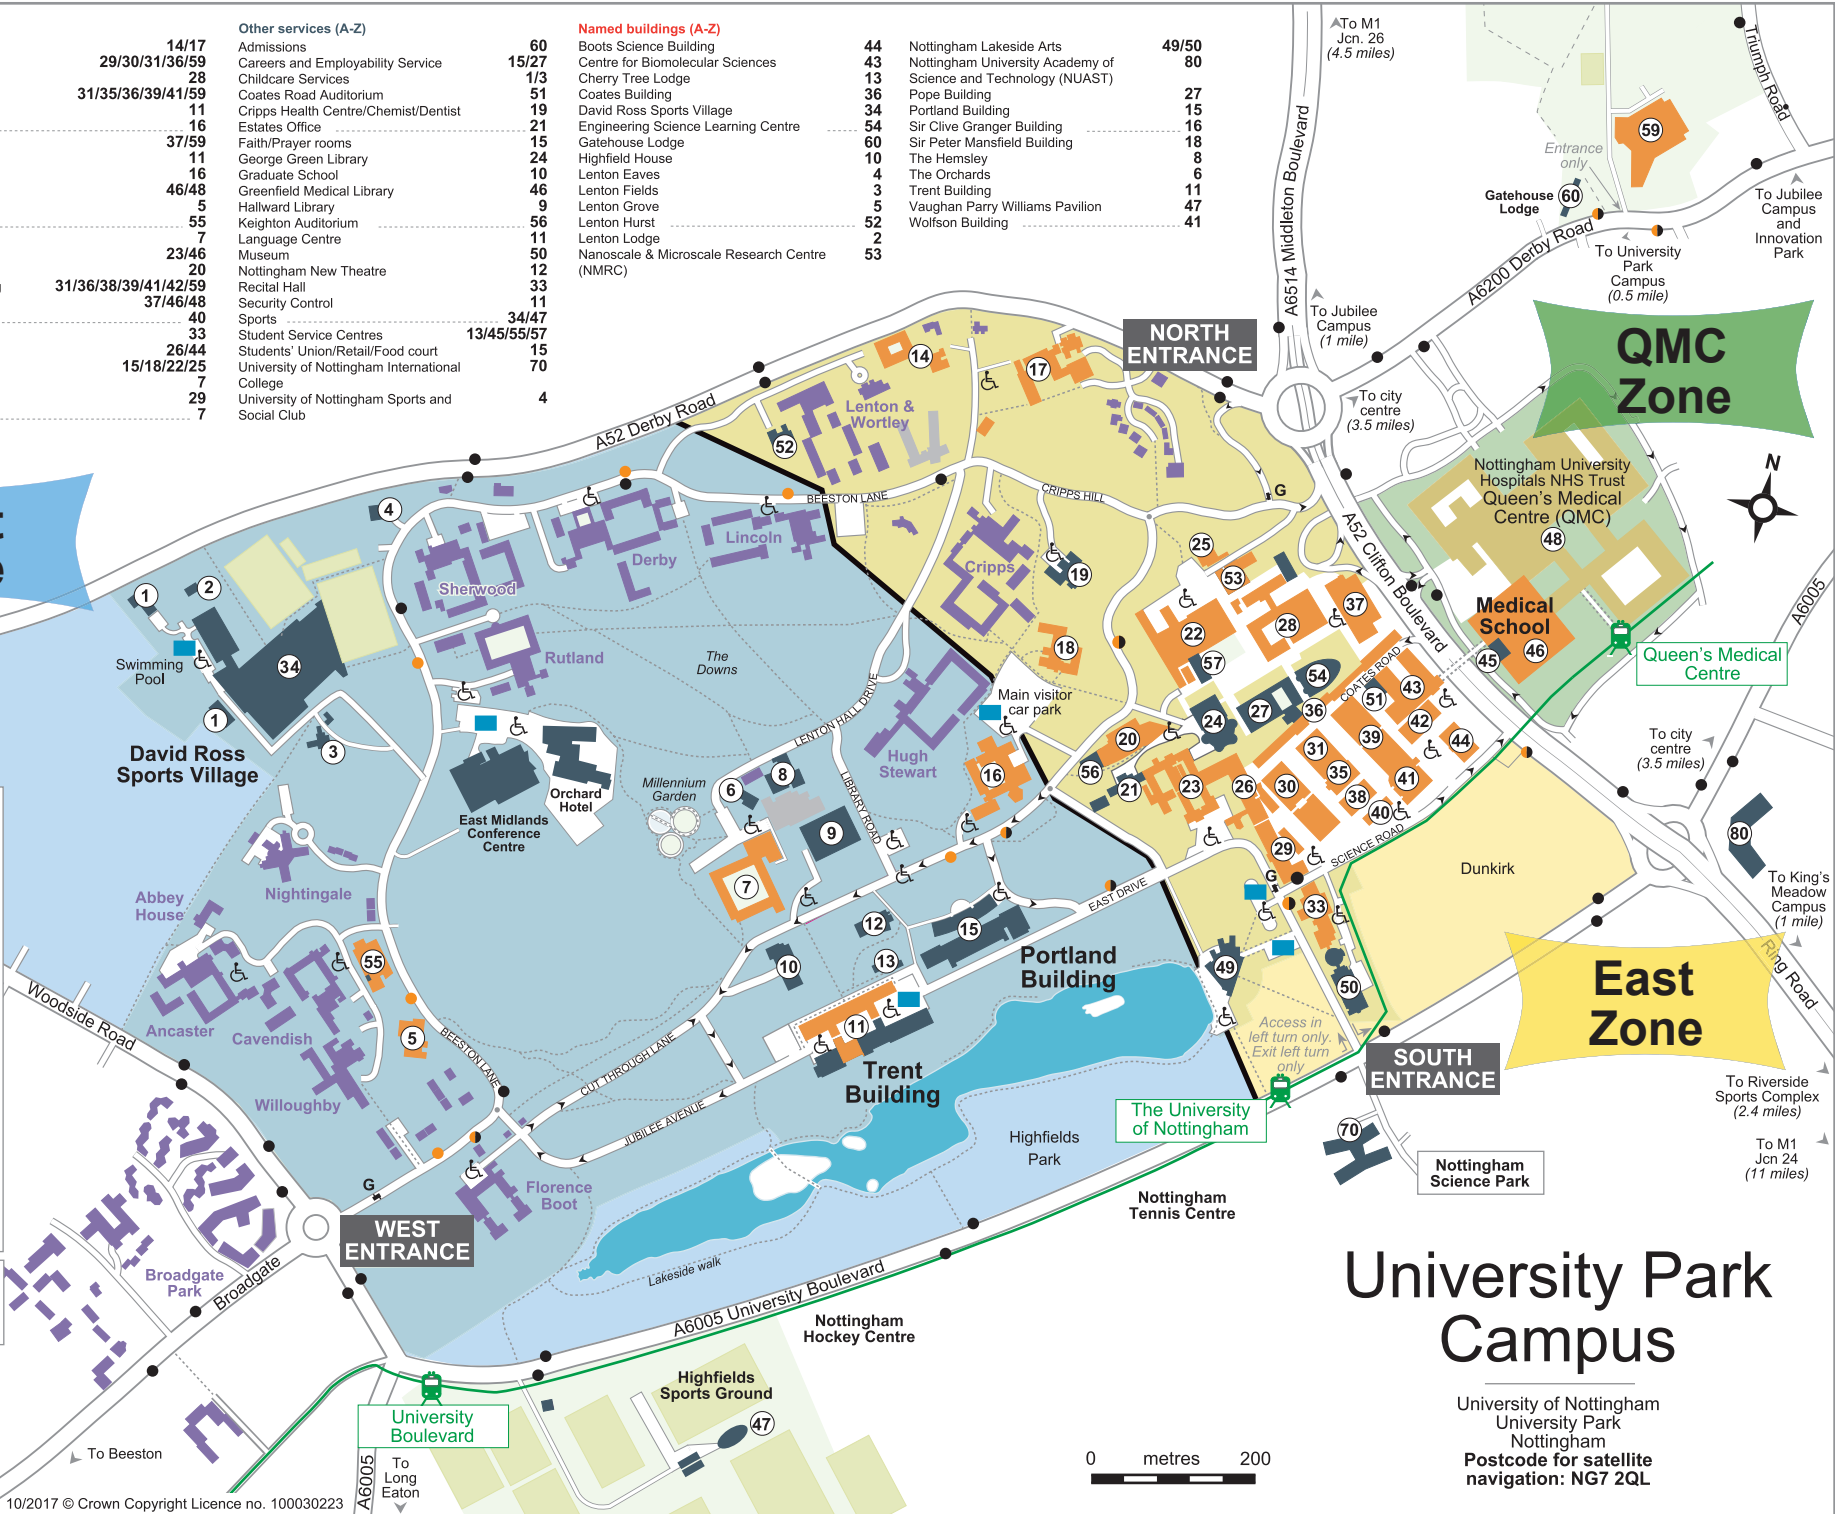 14/17
29/30/31/36/59
28
31/35/36/39/41/59
11
16
37/59
11
16
46/48
5
55
7
23/46
20
31/36/38/39/41/42/59
37/46/48
40
33
26/44
15/18/22/25
7
29
7
Other services (A-Z)
Admissions 60
Careers and Employability Service 15/27
Childcare Services 1/3
Coates Road Auditorium 51
Cripps Health Centre/Chemist/Dentist 19
Estates Office 21
Faith/Prayer rooms 15
George Green Library 24
Graduate School 10
Greenfield Medical Library 46
Hallward Library 9
Keighton Auditorium 56
Language Centre 11
Museum 50
Nottingham New Theatre 12
Recital Hall 33
Security Control 11
Sports 34/47
Student Service Centres 13/45/55/57
Students' Union/Retail/Food court 15
University of Nottingham International 70
College
University of Nottingham Sports and 4
Social Club
Named buildings (A-Z)
Boots Science Building 44
Centre for Biomolecular Sciences 43
Cherry Tree Lodge 13
Coates Building 36
David Ross Sports Village 34
Engineering Science Learning Centre 54
Gatehouse Lodge 60
Highfield House 10
Lenton Eaves 4
Lenton Fields 3
Lenton Grove 5
Lenton Hurst 52
Lenton Lodge 2
Nanoscale & Microscale Research Centre 53
(NMRC)
Nottingham Lakeside Arts 49/50
Nottingham University Academy of 80
Science and Technology (NUAST)
Pope Building 27
Portland Building 15
Sir Clive Granger Building 16
Sir Peter Mansfield Building 18
The Hemsley 8
The Orchards 6
Trent Building 11
Vaughan Parry Williams Pavilion 47
Wolfson Building 41
To M1
Jcn. 26
(4.5 miles)
Triumph Road
59
Entrance
only
Gatehouse
Lodge
60
To Jubilee
Campus
and
Innovation
Park
A6200 Derby Road
To University
Park
Campus
(0.5 mile)
A6514 Middleton Boulevard
To Jubilee
Campus
(1 mile)
NORTH
ENTRANCE
QMC
Zone
To city
centre
(3.5 miles)
14
17
A52 Derby Road
Lenton &
Wortley
52
Nottingham University
Hospitals NHS Trust
Queen's Medical
Centre (QMC)
48
N
BEESTON LANE
CRIPPS HILL
G
A52 Clifton Boulevard
4
Lincoln
Derby
Sherwood
Cripps
19
25
53
37
28
22
57
A6005
1
2
Swimming
Pool
34
1
3
David Ross
Sports Village
Rutland
The
Downs
18
Medical
School
45
46
Queen's Medical
Centre
Main visitor
car park
LENTON HALL DRIVE
Hugh
Stewart
54
COATES ROAD
24
27
36
51
43
42
44
39
31
35
41
38
40
30
26
23
20
56
21
16
To city
centre
(3.5 miles)
80
East Midlands
Conference
Centre
Orchard
Hotel
Millennium
Garden
6
8
9
LIBRARY ROAD
7
29
SCIENCE ROAD
Dunkirk
To King's
Meadow
Campus
(1 mile)
Ring Road
G
33
EAST DRIVE
Nightingale
Abbey
House
55
12
15
13
10
Portland
Building
49
50
East
Zone
Ancaster
Cavendish
5
BEESTON LANE
Willoughby
Woodside Road
11
Trent
Building
CUT THROUGH LANE
JUBILEE AVENUE
Access in
left turn only.
Exit left turn
only
SOUTH
ENTRANCE
The University
of Nottingham
To Riverside
Sports Complex
(2.4 miles)
To M1
Jcn 24
(11 miles)
Highfields
Park
70
Nottingham
Science Park
Nottingham
Tennis Centre
G
Florence
Boot
WEST
ENTRANCE
Broadgate
Park
Broadgate
Lakeside walk
A6005 University Boulevard
Nottingham
Hockey Centre
Highfields
Sports Ground
47
University
Boulevard
To Beeston
A6005
To
Long
Eaton
0 metres 200
University Park
Campus
University of Nottingham
University Park
Nottingham
Postcode for satellite
navigation: NG7 2QL
10/2017 © Crown Copyright Licence no. 100030223